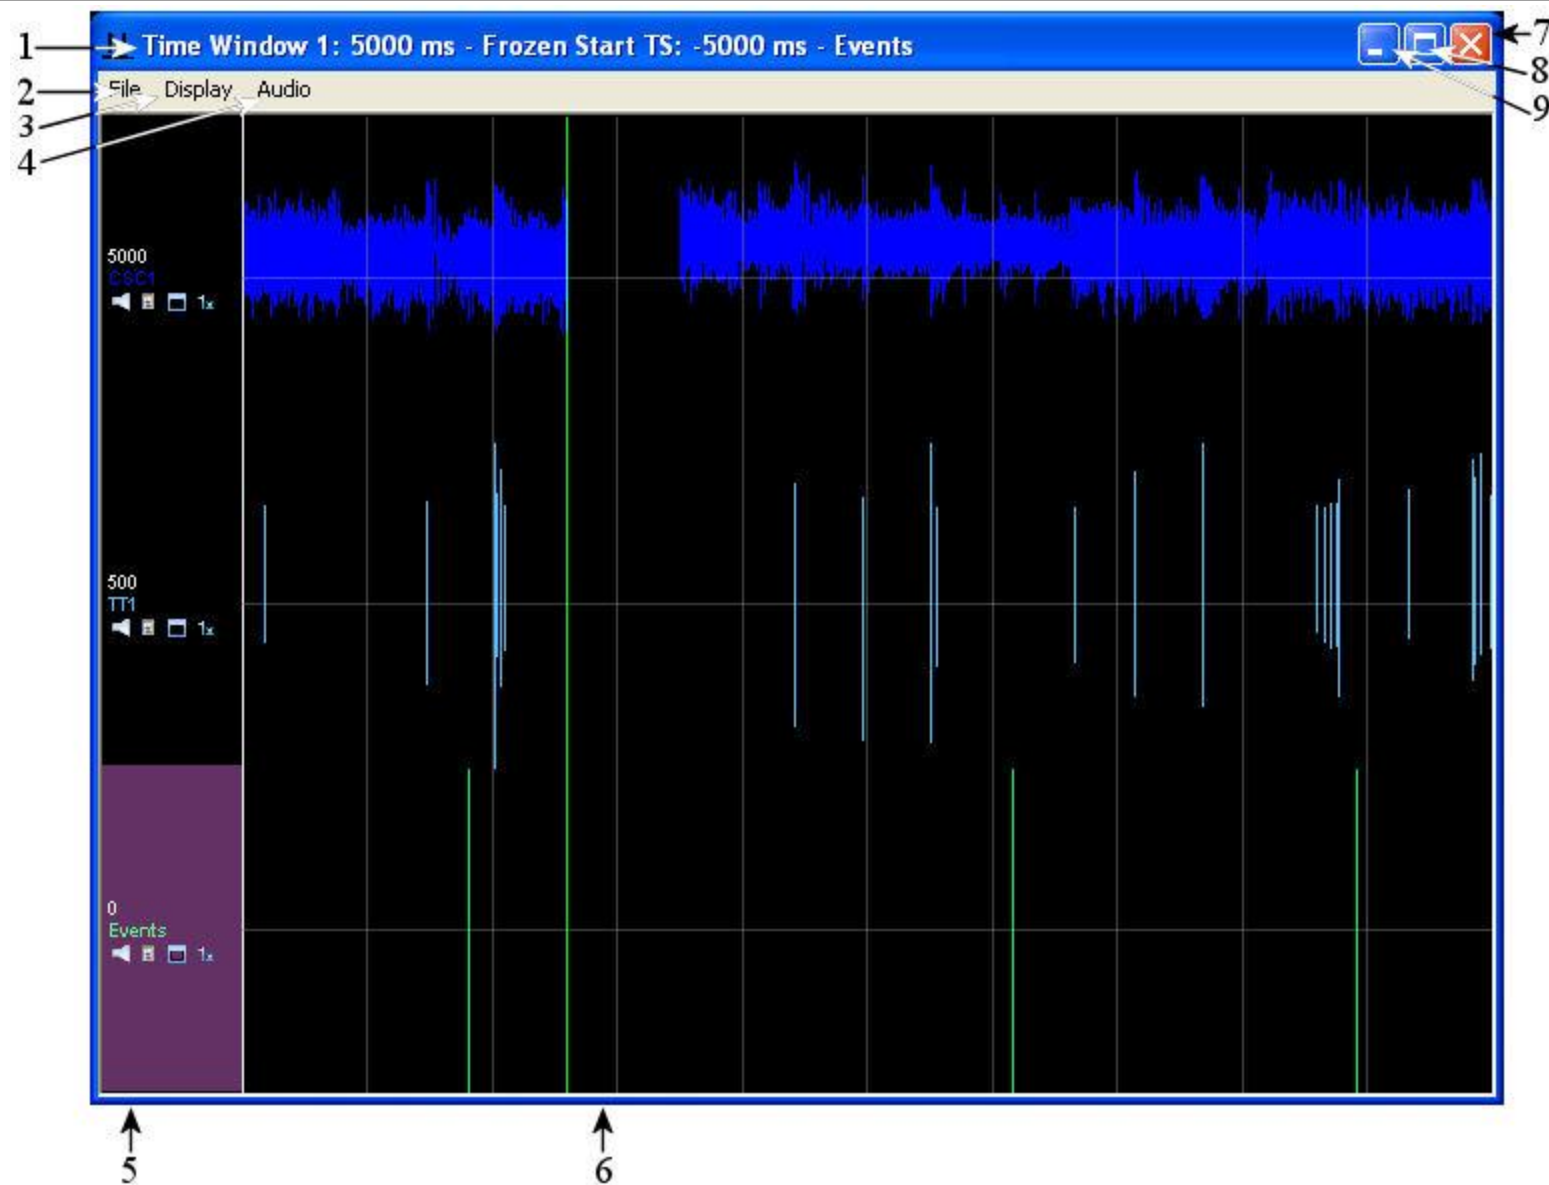 1
Time Window 1: 5000 ms - Frozen Start TS: -5000 ms - Events
7
8
9
2
File Display Audio
3
4
5000
CSC1
1x
500
TT1
1x
0
Events
1x
5
6